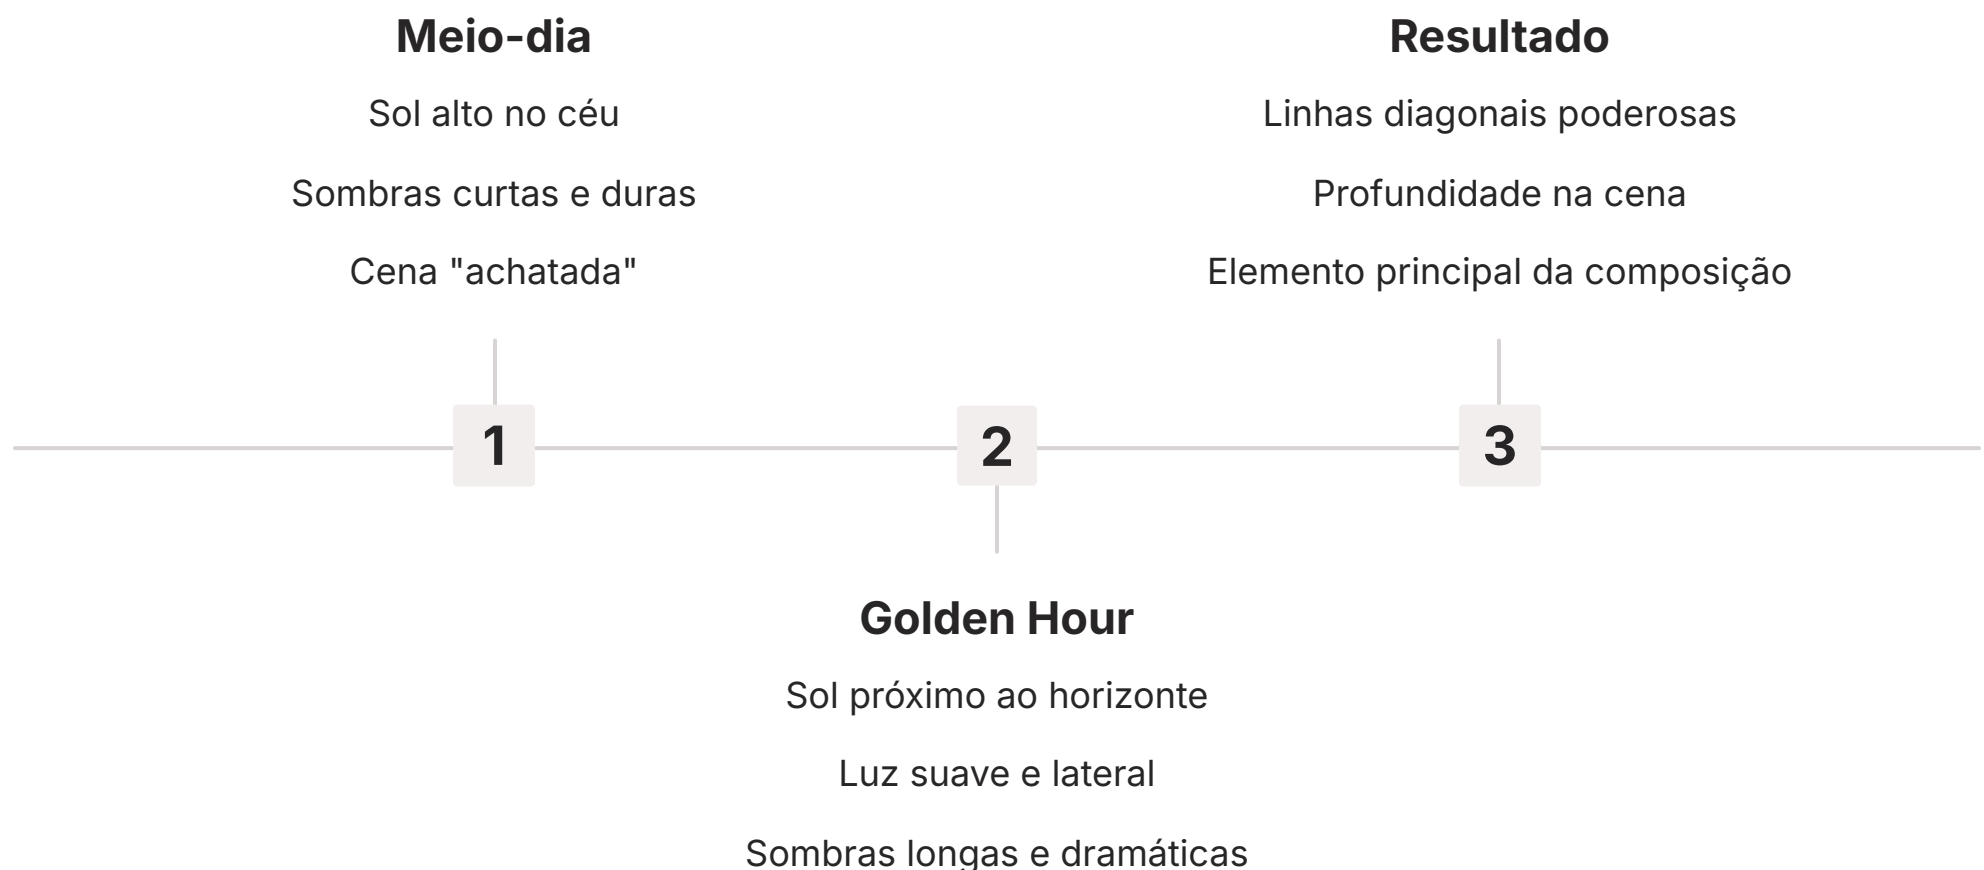 Meio-dia
Sol alto no céu
Sombras curtas e duras
Cena "achatada"
Resultado
Linhas diagonais poderosas
Profundidade na cena
Elemento principal da composição
1
2
3
Golden Hour
Sol próximo ao horizonte
Luz suave e lateral
Sombras longas e dramáticas